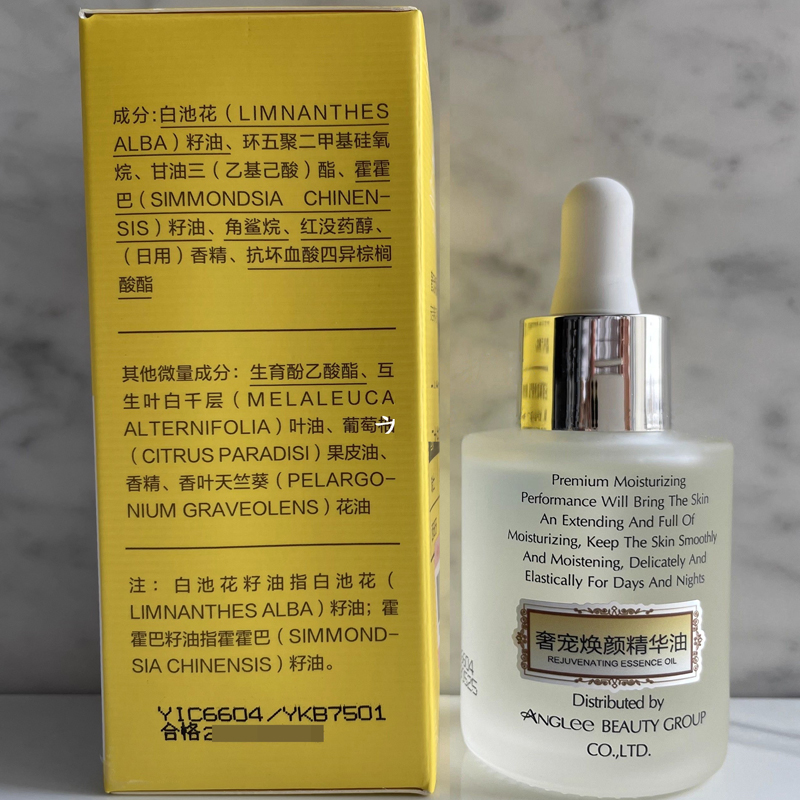 成分:白池花(LIMNANTHES
ALBA)籽油、环五聚二甲基硅氧
烷、甘油三(乙基己酸)酯、霍霍
巴(SIMMONDSIA CHINEN-
SIS)籽油、角鲨烷、红没药醇、
(日用)香精、抗坏血酸四异棕榈
酸酯
其他微量成分：生育酚乙酸酯、互
生叶白千层(MELALEUCA
ALTERNIFOLIA)叶油、葡萄
(CITRUS PARADISI)果皮油、
香精、香叶天竺葵(PELARGO-
NIUM GRAVEOLENS)花油
注：白池花籽油指白池花(
LIMNANTHES ALBA)籽油；霍
霍巴籽油指霍霍巴(SIMMOND-
SIA CHINENSIS)籽油。
YIC6604/YKB7501
合格2
Premium Moisturizing
Performance Will Bring The Skin
An Extending And Full Of
Moisturizing, Keep The Skin Smoothly
And Moistening, Delicately And
Elastically For Days And Nights
奢宠焕颜精华油
REJUVENATING ESSENCE OIL
Distributed by
ANGLee BEAUTY GROUP
CO.,LTD.